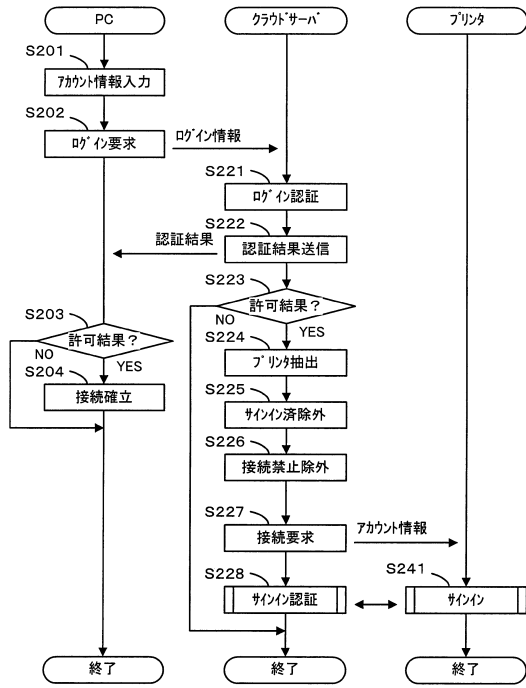 PC
クラウドサーバ
プリンタ
S201
アカウント情報入力
S202
ログイン要求
ログイン情報
S221
ログイン認証
S222
認証結果送信
認証結果
S223
許可結果？
NO
YES
S203
許可結果？
NO
YES
S204
接続確立
S224
プリンタ抽出
S225
サインイン済除外
S226
接続禁止除外
S227
接続要求
アカウント情報
S228
サインイン認証
S241
サインイン
終了
終了
終了